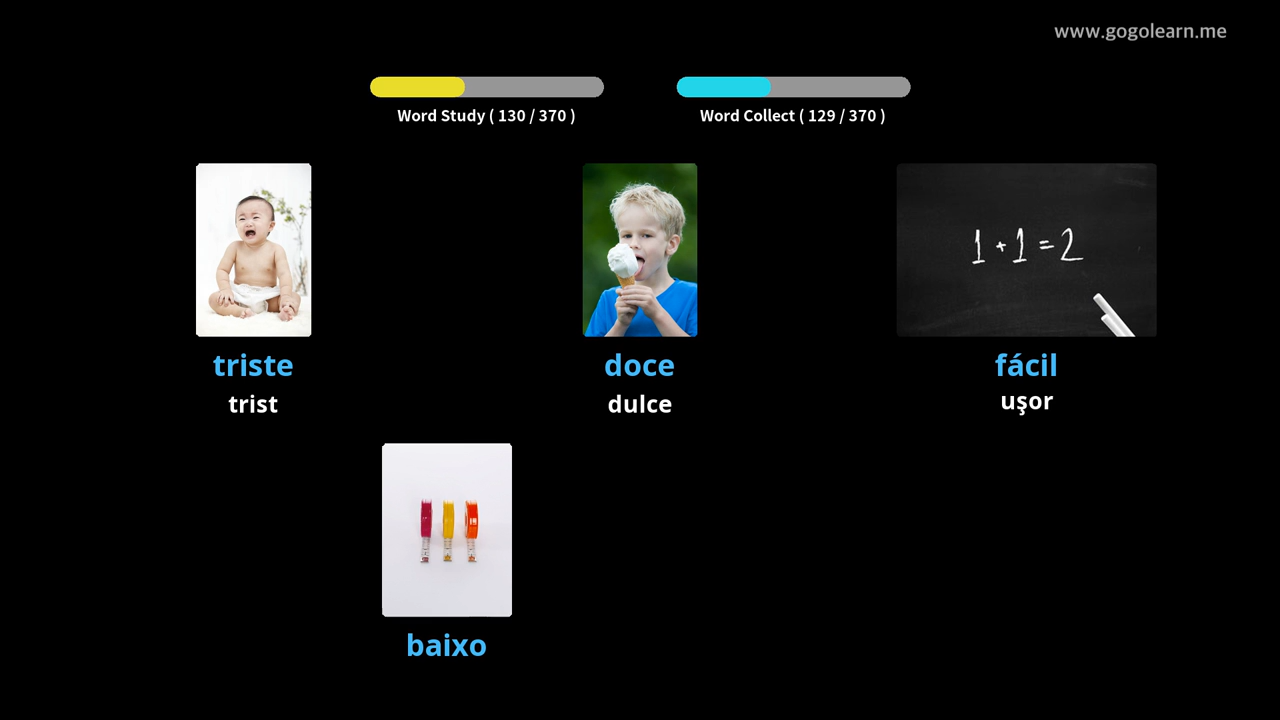 www.gogolearn.me
Word Study ( 130 / 370 )
Word Collect ( 129 / 370 )
1 + 1 = 2
triste
doce
fácil
trist
dulce
uşor
baixo